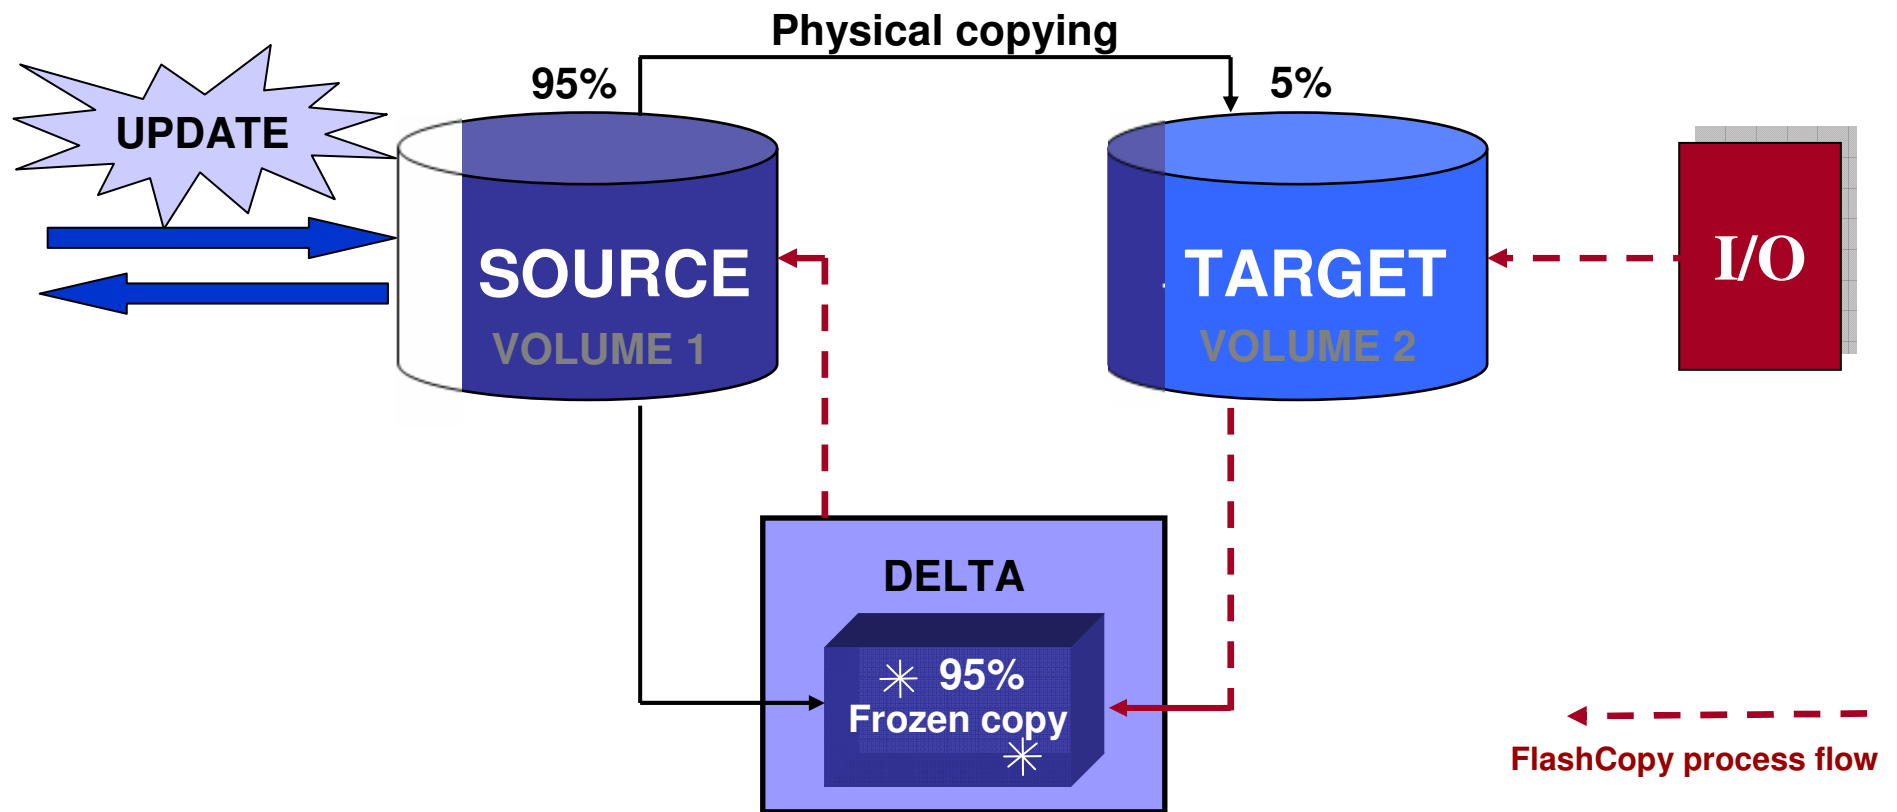 Physical copying
95%
5%
UPDATE
SOURCE
VOLUME 1
TARGET
VOLUME 2
I/O
DELTA
95%
Frozen copy
FlashCopy process flow